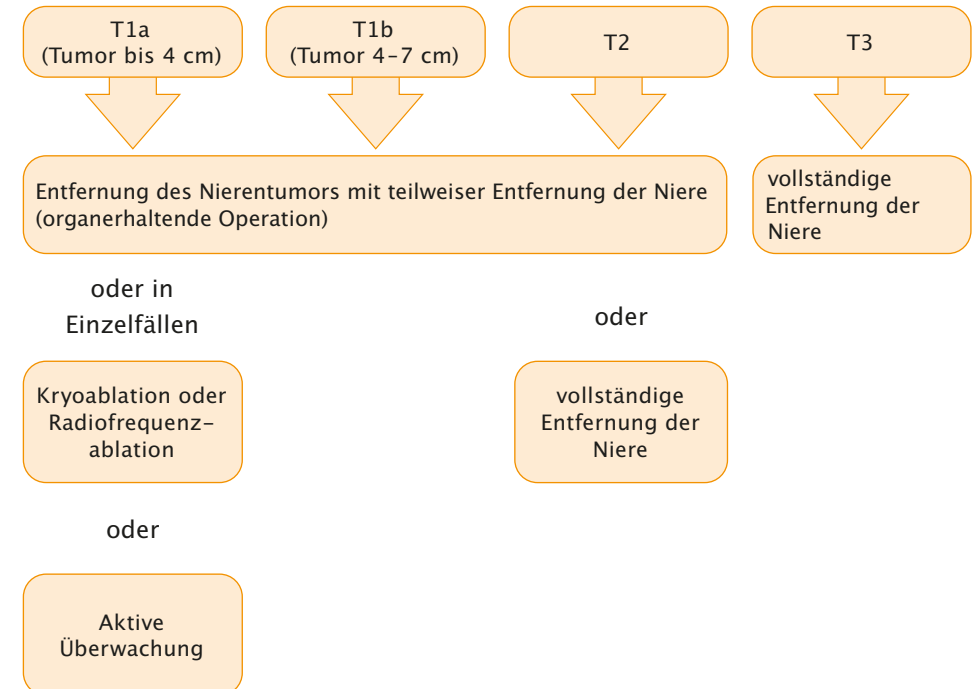 T1a
(Tumor bis 4 cm)
T1b
(Tumor 4–7 cm)
T2
T3
Entfernung des Nierentumors mit teilweiser Entfernung der Niere
(organerhaltende Operation)
vollständige
Entfernung der
Niere
oder in
Einzelfällen
oder
Kryoablation oder
Radiofrequenz–
ablation
vollständige
Entfernung der
Niere
oder
Aktive
Überwachung